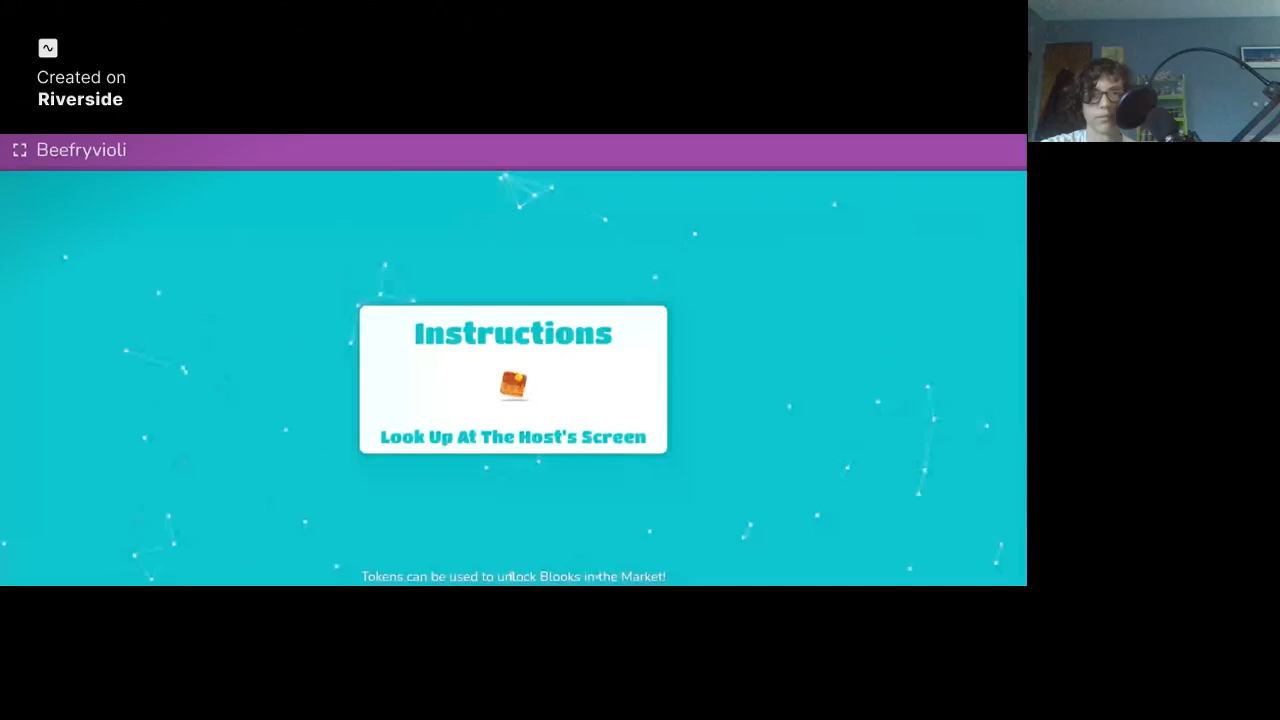 Created on
Riverside
Beefryvioli
Instructions
Look Up At The Host's Screen
Tokens can be used to unlock Blooks in the Market!